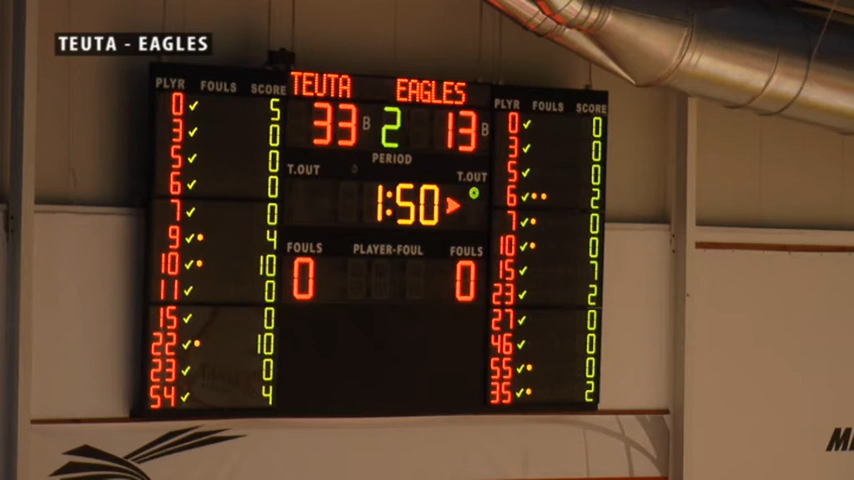 TEUTA - EAGLES
PLYR FOULS SCORE
TEUTA EAGLES
PLYR FOULS SCORE
33 B 2 13 B
PERIOD
T.OUT T.OUT
1:50
FOULS PLAYER-FOUL FOULS
0 0
0 ✓ 5
3 ✓ 0
5 ✓ 0
6 ✓ 0
7 ✓ 0
9 ✓ 4
10 ✓ 10
11 ✓ 0
15 ✓ 0
22 ✓ 10
23 ✓ 0
54 ✓ 4
0 ✓ 0
3 ✓ 0
5 ✓ 0
6 ✓ 2
7 ✓ 0
10 ✓ 0
15 ✓ 7
23 ✓ 2
27 ✓ 0
46 ✓ 0
55 ✓ 0
35 ✓ 2